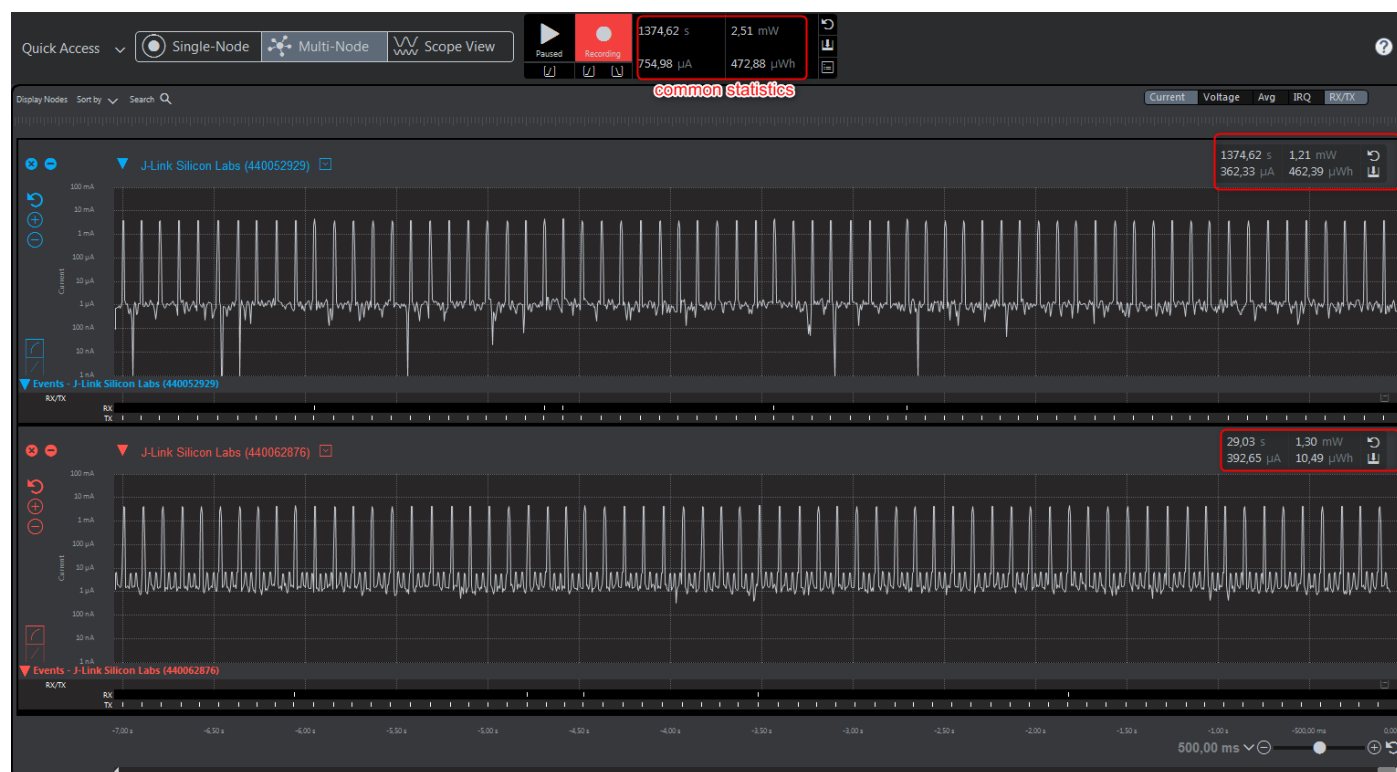 Quick Access Single-Node Multi-Node Scope View
Paused Recording
1374,62 s 2,51 mW
754,98 µA 472,88 µWh
common statistics
Display Nodes Sort by Search
Current Voltage Avg IRQ RX/TX
J-Link Silicon Labs (440052929)
1374,62 s 1,21 mW
362,33 µA 462,39 µWh
100 mA
10 mA
1 mA
100 µA
10 µA
1 µA
100 nA
10 nA
1 nA
Current
Events - J-Link Silicon Labs (440052929)
RX/TX
RX
TX
J-Link Silicon Labs (440062876)
29,03 s 1,30 mW
392,65 µA 10,49 µWh
100 mA
10 mA
1 mA
100 µA
10 µA
1 µA
100 nA
10 nA
1 nA
Current
Events - J-Link Silicon Labs (440062876)
RX/TX
RX
TX
-7,00 s -6,50 s -6,00 s -5,50 s -5,00 s -4,50 s -4,00 s -3,50 s -3,00 s -2,50 s -2,00 s -1,50 s -1,00 s -500,00 ms 0,00
500,00 ms